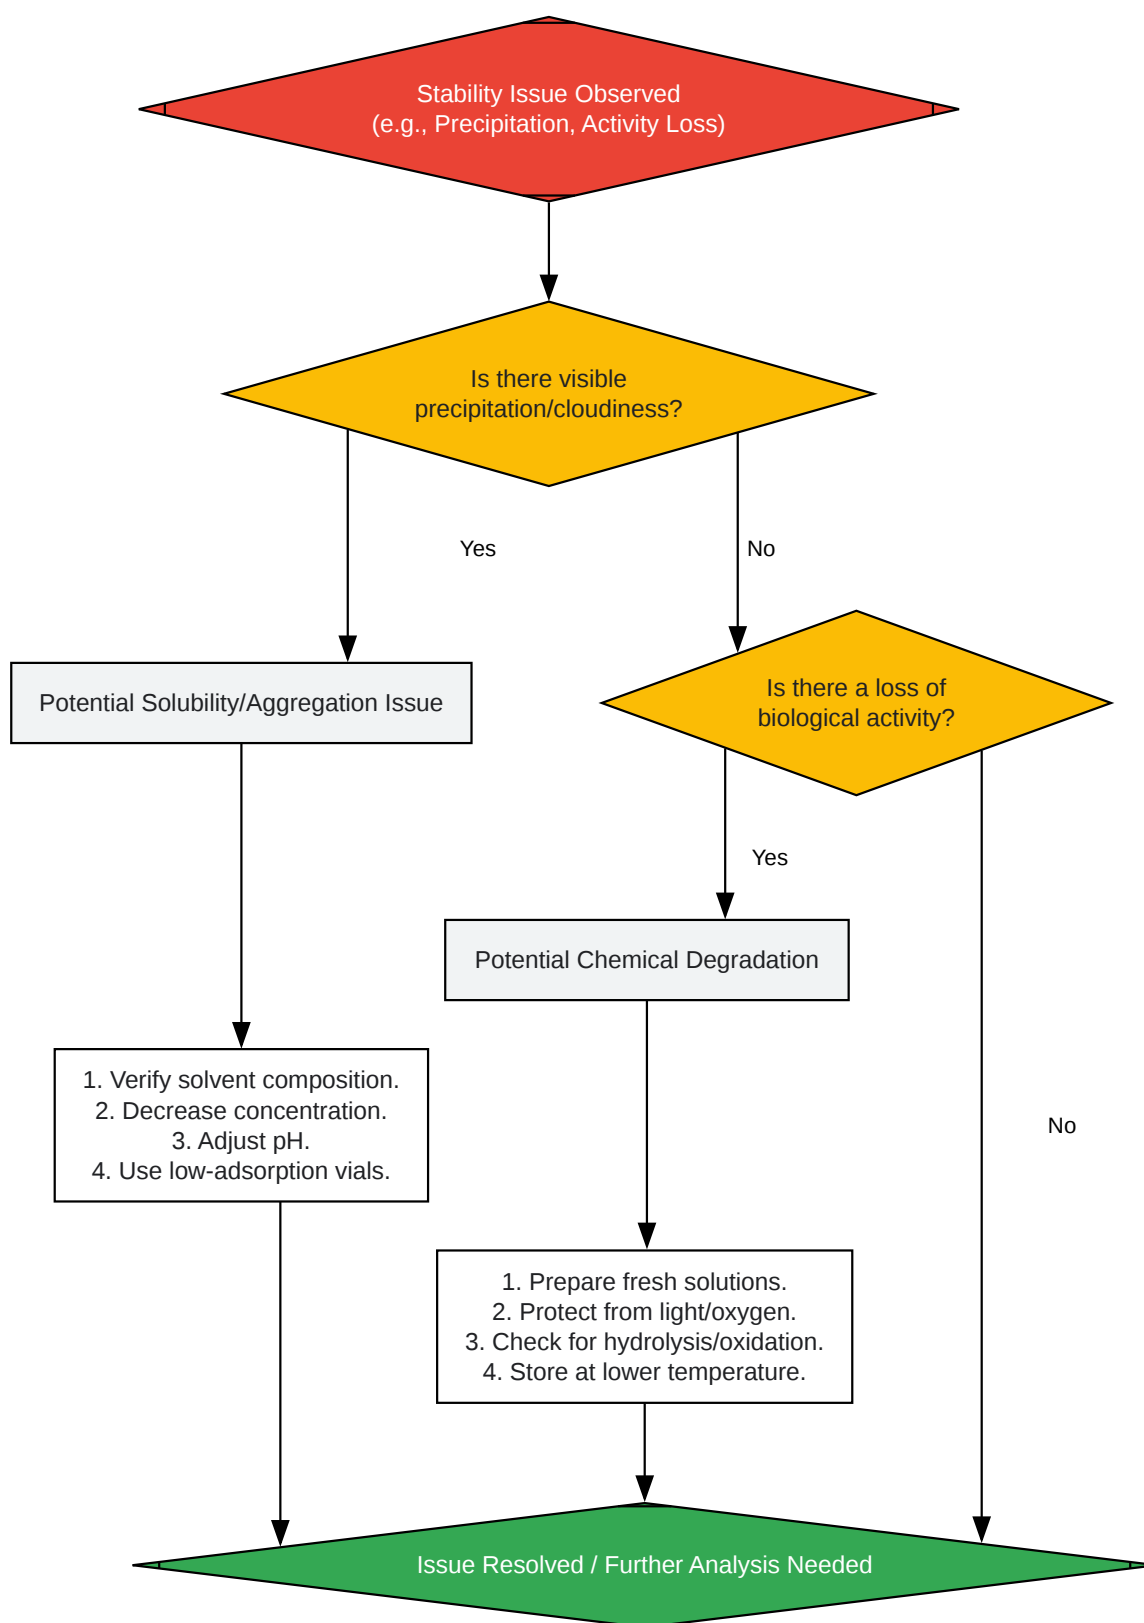 Stability Issue Observed
(e.g., Precipitation, Activity Loss)
Is there visible
precipitation/cloudiness?
Yes
No
Potential Solubility/Aggregation Issue
Is there a loss of
biological activity?
Yes
Potential Chemical Degradation
1. Verify solvent composition.
2. Decrease concentration.
3. Adjust pH.
4. Use low-adsorption vials.
No
1. Prepare fresh solutions.
2. Protect from light/oxygen.
3. Check for hydrolysis/oxidation.
4. Store at lower temperature.
Issue Resolved / Further Analysis Needed